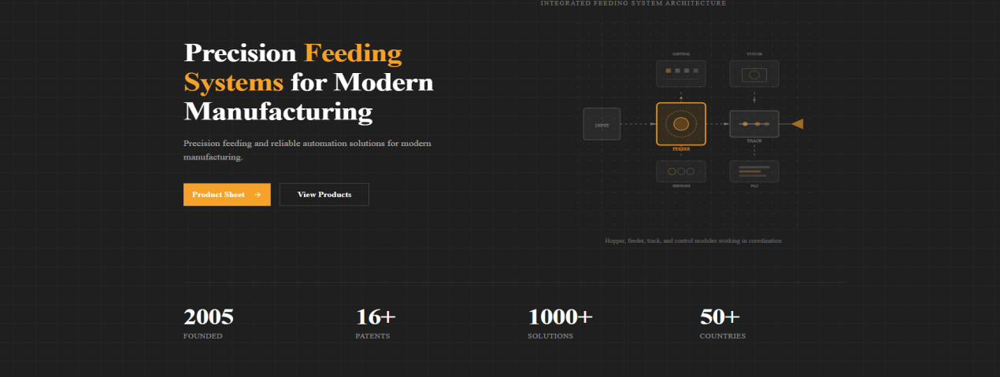 INTEGRATED FEEDING SYSTEM ARCHITECTURE
Precision Feeding
Systems for Modern
Manufacturing
Precision feeding and reliable automation solutions for modern
manufacturing.
Product Sheet →
View Products
CONTROL
VISION
INPUT
FEEDER
TRACK
SENSORS
PLC
Hopper, feeder, track, and control modules working in coordination
2005
FOUNDED
16+
PATENTS
1000+
SOLUTIONS
50+
COUNTRIES